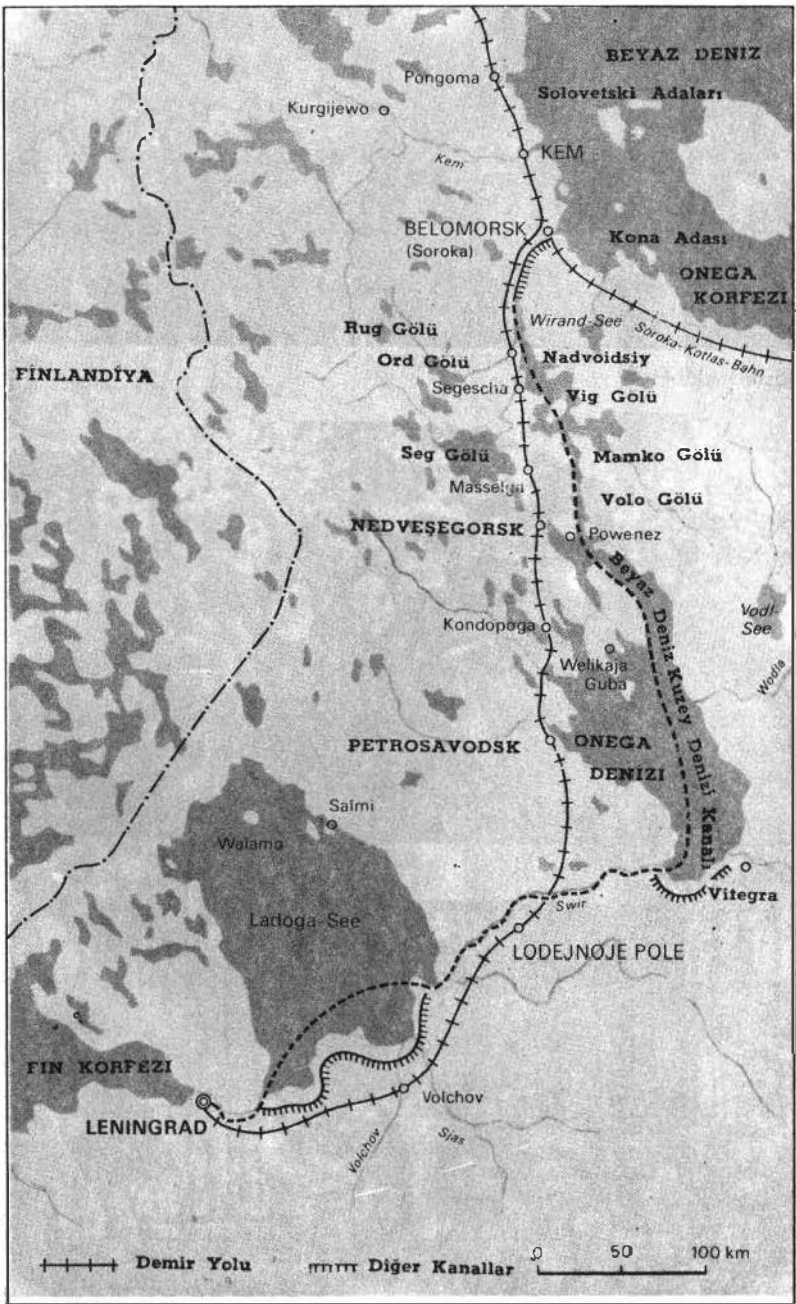 BEYAZ DENIZ
Pongoma
Solovetski Adaları
Kurgijewo
Kem
KEM
BELOMORSK
(Soroka)
Kona Adası
ONEGA
KORFEZI
Wirand-See
Soroka-Kotlas-Bahn
Rug Gölü
Ord Gölü
Nadvoidsiy
FİNLANDİYA
Segescha
Vig Gölü
Seg Gölü
Mamko Gölü
Masselga
Volo Gölü
NEDVEŞEGORSK
Powenez
Beyaz Deniz Kuzey Denizi Kanalı
Vodl-
See
Kondopoga
Welikaja
Guba
Wodla
PETROSAVODSK
ONEGA
DENIZI
Salmi
Walamo
Vitegra
Ladoga-See
Swir
LODEJNOJE POLE
FIN KORFEZI
LENINGRAD
Volchov
Volchov
Sjas
0 50 100 km
Demir Yolu
Diğer Kanallar